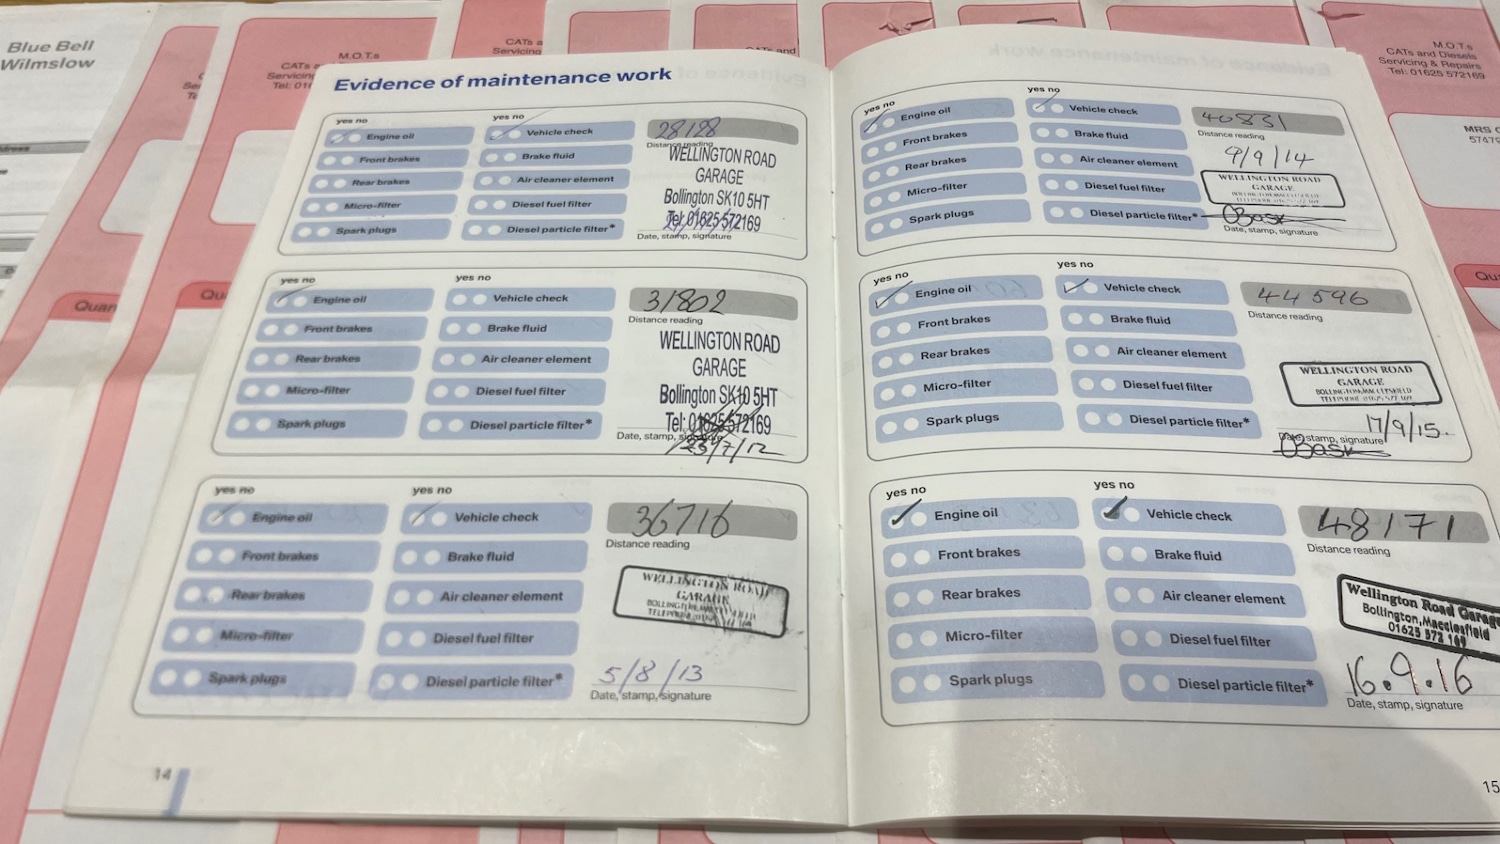 Blue Bell
Wilmslow
M.O.T.s
CATs a
Servicing
CATs and
M.O.T.s
CATs and Diesels
Servicing & Repairs
Tel: 01625 572169
MRS
Quan
Qu
Evidence of maintenance work
yes no
yes no
Engine oil
Vehicle check
28128
Front brakes
Brake fluid
Distance reading
Rear brakes
Air cleaner element
WELLINGTON ROAD
GARAGE
Micro-filter
Diesel fuel filter
Bollington SK10 5HT
Spark plugs
Diesel particle filter*
Tel: 01625 572169
Date, stamp, signature
yes no
yes no
Engine oil
Vehicle check
31802
Front brakes
Brake fluid
Distance reading
Rear brakes
Air cleaner element
WELLINGTON ROAD
GARAGE
Micro-filter
Diesel fuel filter
Bollington SK10 5HT
Spark plugs
Diesel particle filter*
Tel: 01625 572169
Date, stamp, signature
23/7/12
yes no
yes no
Engine oil
Vehicle check
36716
Front brakes
Brake fluid
Distance reading
Rear brakes
Air cleaner element
WELLINGTON ROAD
GARAGE
Micro-filter
Diesel fuel filter
Spark plugs
Diesel particle filter*
5/8/13
Date, stamp, signature
14
yes no
yes no
Engine oil
Vehicle check
40831
Front brakes
Brake fluid
Distance reading
Rear brakes
Air cleaner element
9/9/14
Micro-filter
Diesel fuel filter
WELLINGTON ROAD
GARAGE
Spark plugs
Diesel particle filter*
Date, stamp, signature
yes no
yes no
Engine oil
Vehicle check
44596
Front brakes
Brake fluid
Distance reading
Rear brakes
Air cleaner element
WELLINGTON ROAD
GARAGE
Micro-filter
Diesel fuel filter
Spark plugs
Diesel particle filter*
17/9/15.
Date, stamp, signature
yes no
yes no
Engine oil
Vehicle check
48171
Front brakes
Brake fluid
Distance reading
Rear brakes
Air cleaner element
Wellington Road Garage
Bollington, Macclesfield
01625 572 169
Micro-filter
Diesel fuel filter
Spark plugs
Diesel particle filter*
16.9.16
Date, stamp, signature
15